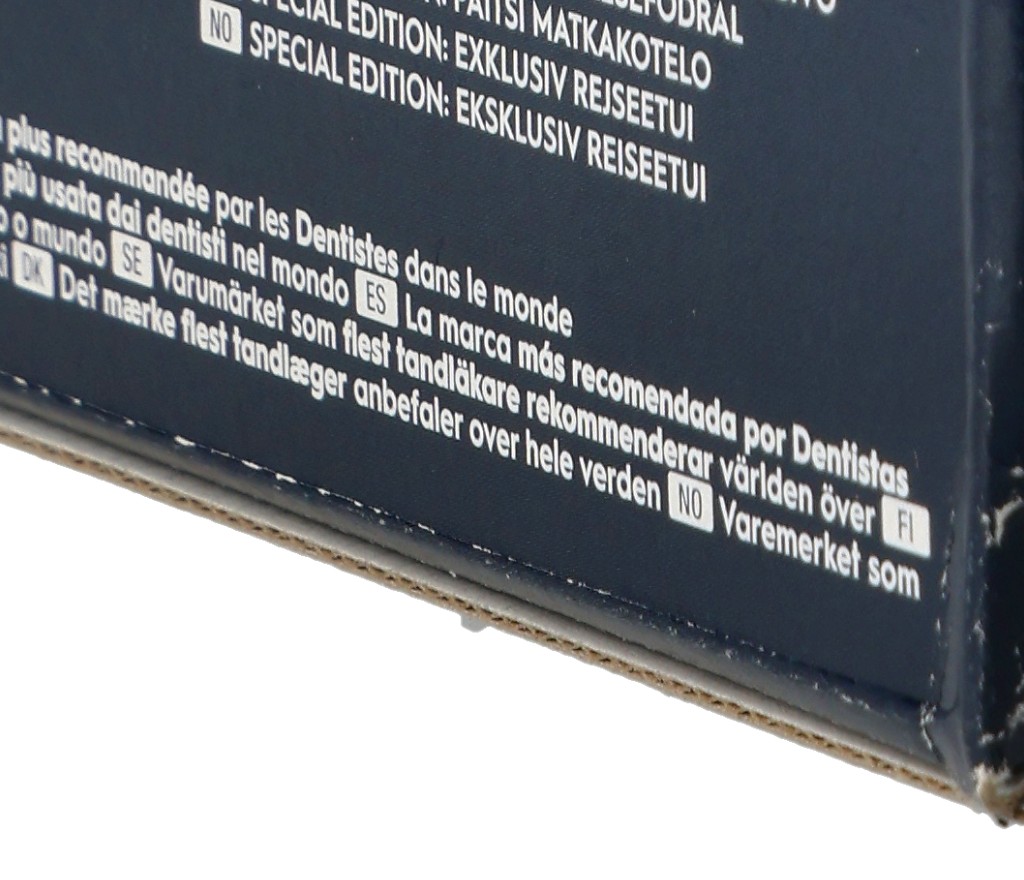 MATKAKOTELO
SPECIAL EDITION: EXKLUSIV REJSEETUI
NO SPECIAL EDITION: EKSKLUSIV REISEETUI
plus recommandée par les Dentistes dans le monde
più usata dai dentisti nel mondo ES La marca más recomendada por Dentistas
o mundo SE Varumärket som flest tandläkare rekommenderar världen över FI
DK Det mærke flest tandlæger anbefaler over hele verden NO Varemerket som